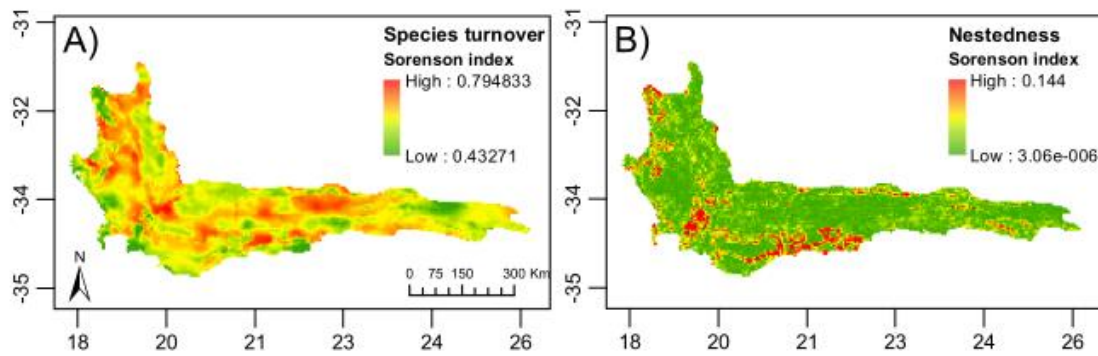 A)
Species turnover
Sorenson index
High : 0.794833
Low : 0.43271
N
0 75 150 300 Km
-31
-32
-34
-35
18 20 21 23 24 26
B)
Nestedness
Sorenson index
High : 0.144
Low : 3.06e-006
-31
-32
-34
-35
18 20 21 23 24 26